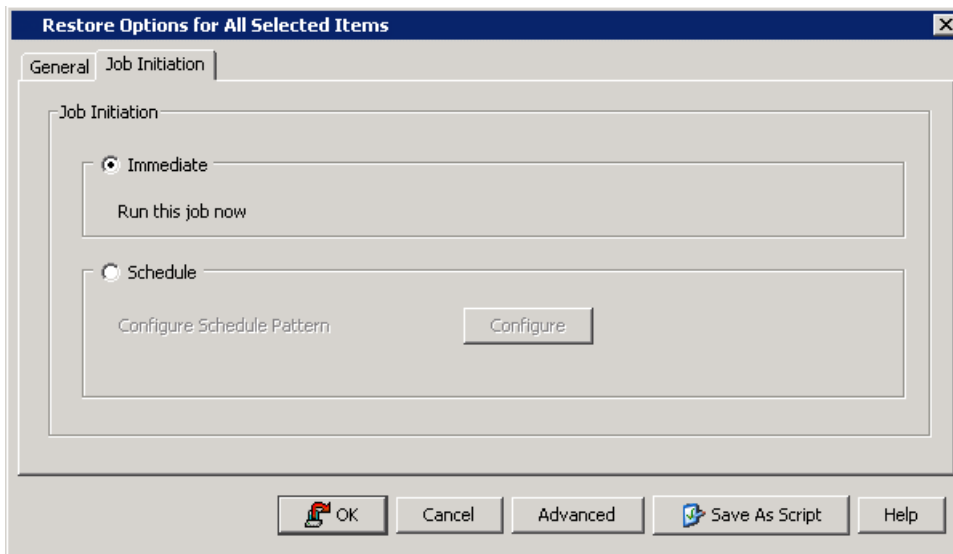 Restore Options for All Selected Items
General Job Initiation
Job Initiation
Immediate
Run this job now
Schedule
Configure Schedule Pattern Configure
OK Cancel Advanced Save As Script Help